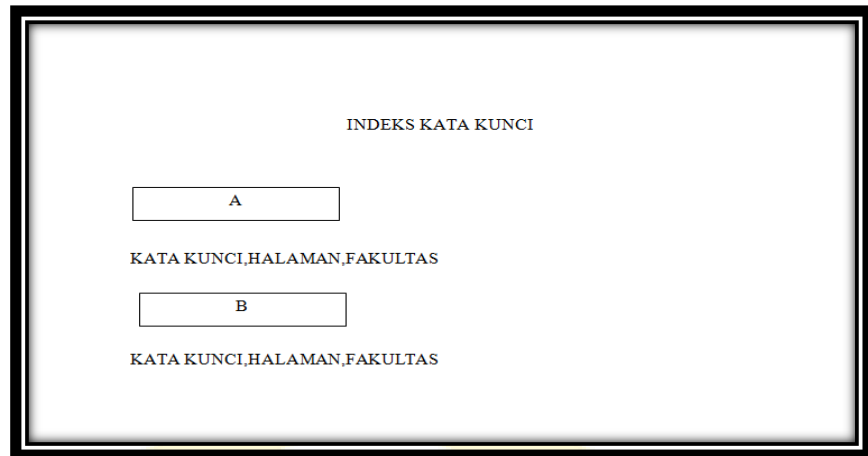 INDEKS KATA KUNCI
A
KATA KUNCI,HALAMAN,FAKULTAS
B
KATA KUNCI,HALAMAN,FAKULTAS